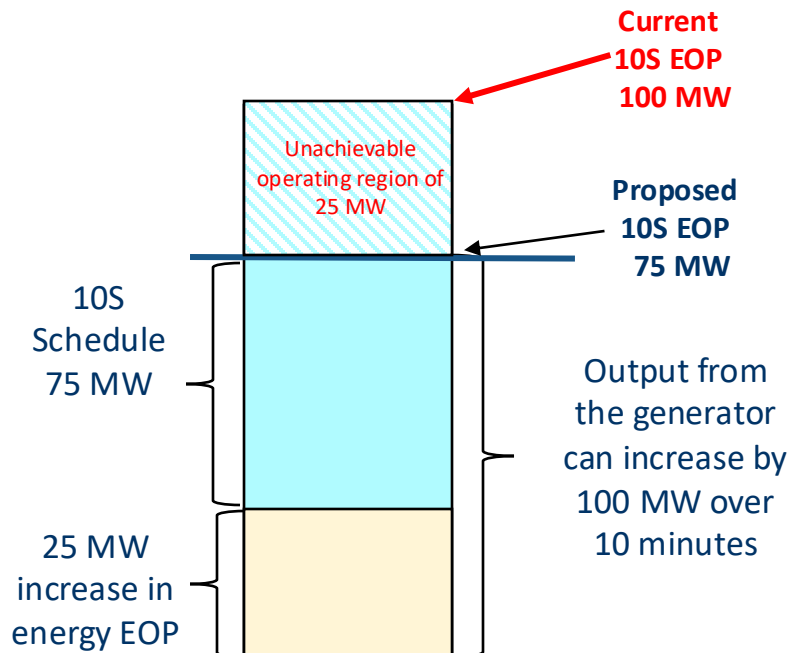 Current
10S EOP
100 MW
Unachievable
operating region of
25 MW
Proposed
10S EOP
75 MW
10S
Schedule
75 MW
Output from
the generator
can increase by
100 MW over
10 minutes
25 MW
increase in
energy EOP